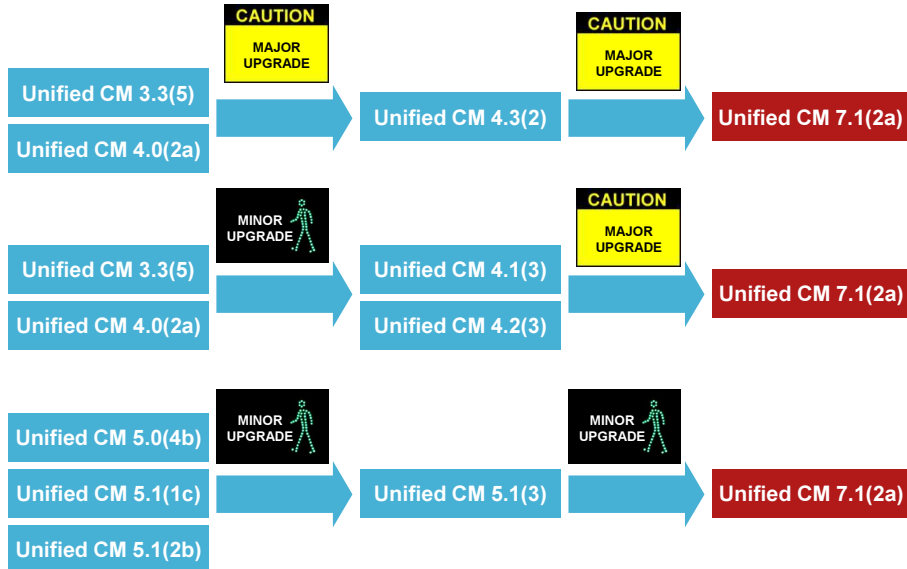 CAUTION
MAJOR
UPGRADE
CAUTION
MAJOR
UPGRADE
Unified CM 3.3(5)
Unified CM 4.0(2a)
Unified CM 4.3(2)
Unified CM 7.1(2a)
MINOR
UPGRADE
CAUTION
MAJOR
UPGRADE
Unified CM 3.3(5)
Unified CM 4.0(2a)
Unified CM 4.1(3)
Unified CM 4.2(3)
Unified CM 7.1(2a)
MINOR
UPGRADE
MINOR
UPGRADE
Unified CM 5.0(4b)
Unified CM 5.1(1c)
Unified CM 5.1(2b)
Unified CM 5.1(3)
Unified CM 7.1(2a)